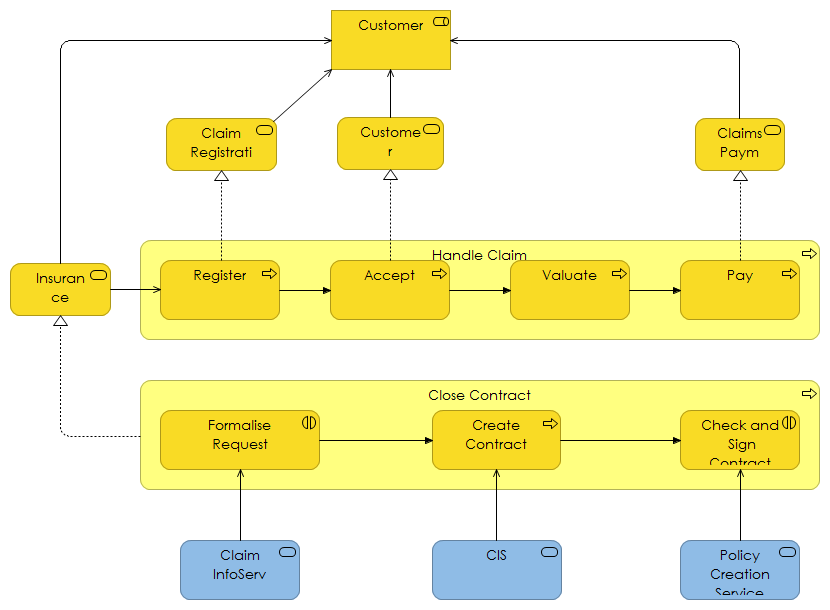 Customer
Claim
Registrati
Custome
r
Claims
Paym
Handle Claim
Insuran
ce
Register
Accept
Valuate
Pay
Close Contract
Formalise
Request
Create
Contract
Check and
Sign
Contract
Claim
InfoServ
CIS
Policy
Creation
Service